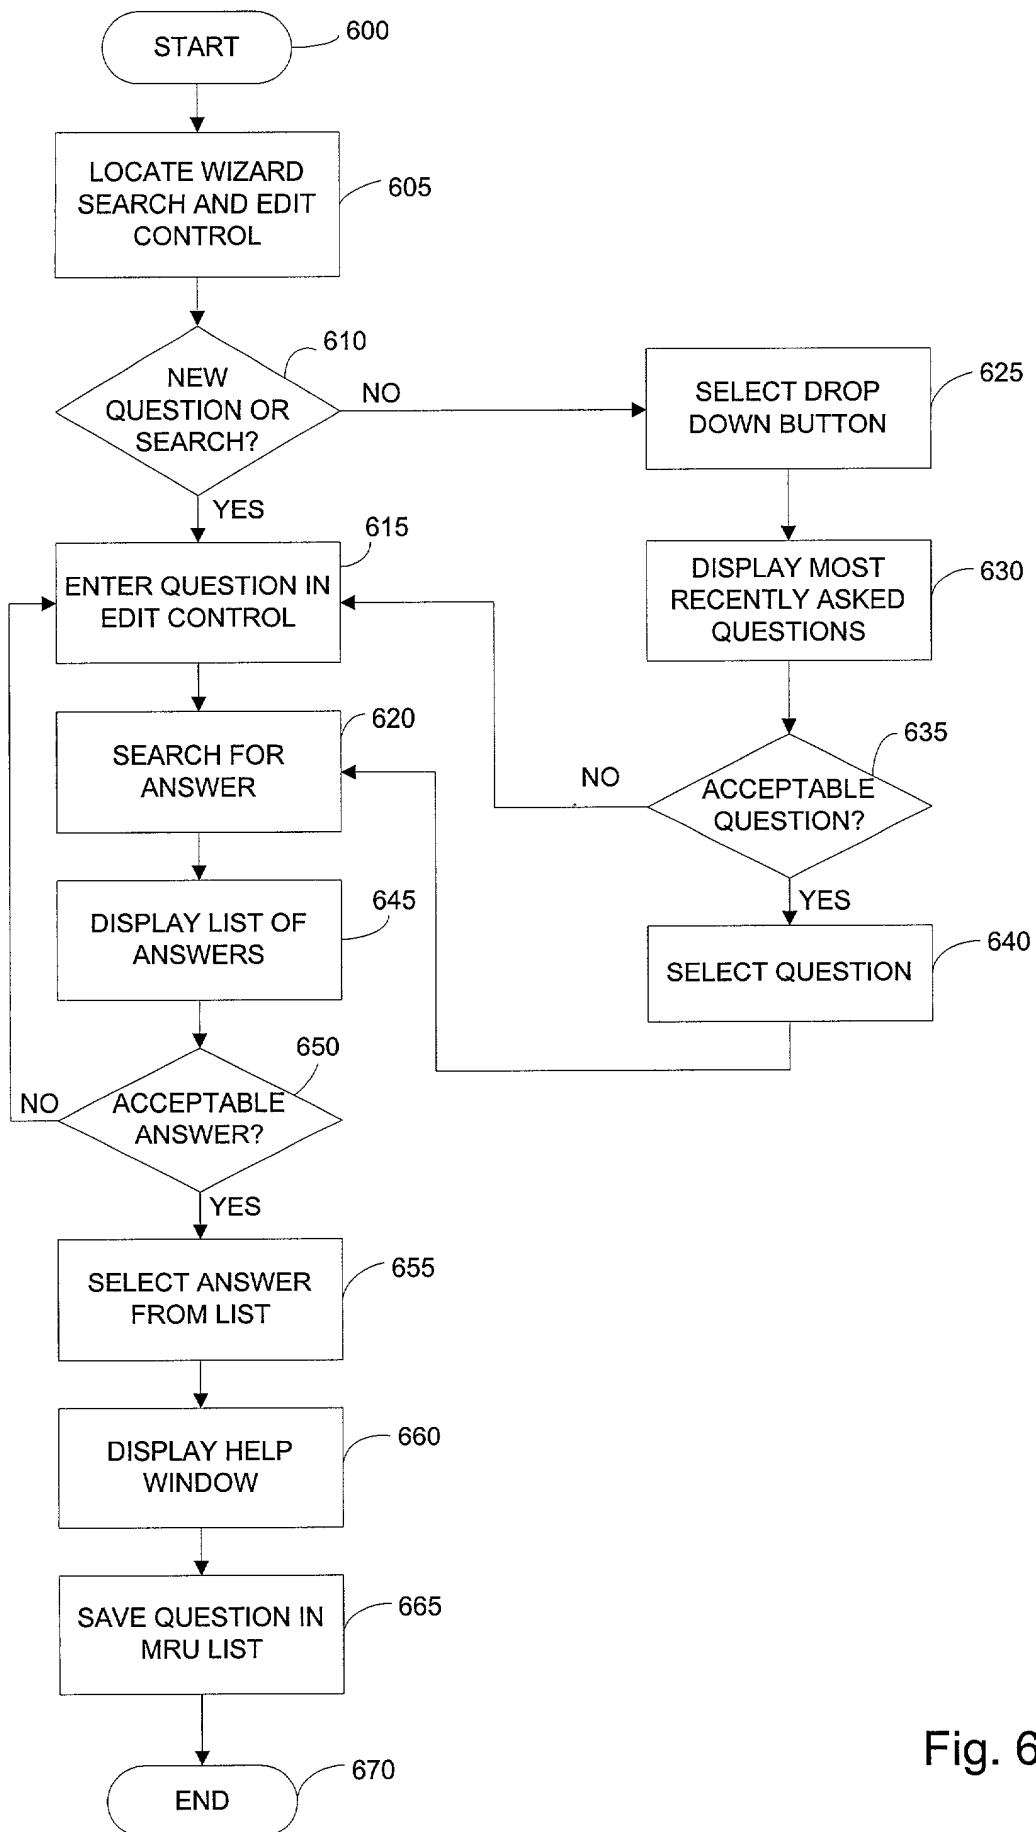 START
600
LOCATE WIZARD
SEARCH AND EDIT
CONTROL
605
NEW
QUESTION OR
SEARCH?
610
NO
YES
SELECT DROP
DOWN BUTTON
625
ENTER QUESTION IN
EDIT CONTROL
615
DISPLAY MOST
RECENTLY ASKED
QUESTIONS
630
SEARCH FOR
ANSWER
620
ACCEPTABLE
QUESTION?
635
NO
YES
DISPLAY LIST OF
ANSWERS
645
SELECT QUESTION
640
ACCEPTABLE
ANSWER?
650
NO
YES
SELECT ANSWER
FROM LIST
655
DISPLAY HELP
WINDOW
660
SAVE QUESTION IN
MRU LIST
665
END
670
Fig. 6